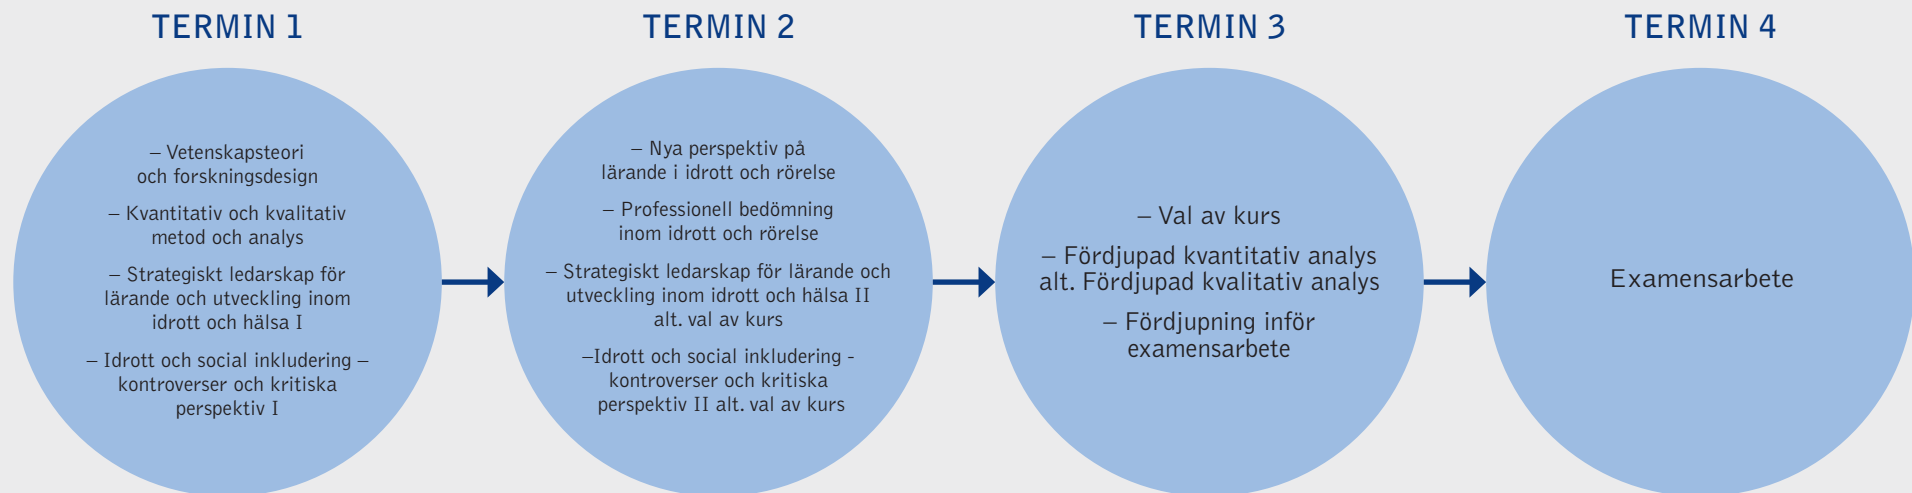 TERMIN 1
– Vetenskapsteori
och forskningsdesign
– Kvantitativ och kvalitativ
metod och analys
– Strategiskt ledarskap för
lärande och utveckling inom
idrott och hälsa I
– Idrott och social inkludering –
kontroverser och kritiska
perspektiv I
TERMIN 2
– Nya perspektiv på
lärande i idrott och rörelse
– Professionell bedömning
inom idrott och rörelse
– Strategiskt ledarskap för lärande och
utveckling inom idrott och hälsa II
alt. val av kurs
–Idrott och social inkludering -
kontroverser och kritiska
perspektiv II alt. val av kurs
TERMIN 3
– Val av kurs
– Fördjupad kvantitativ analys
alt. Fördjupad kvalitativ analys
– Fördjupning inför
examensarbete
TERMIN 4
Examensarbete